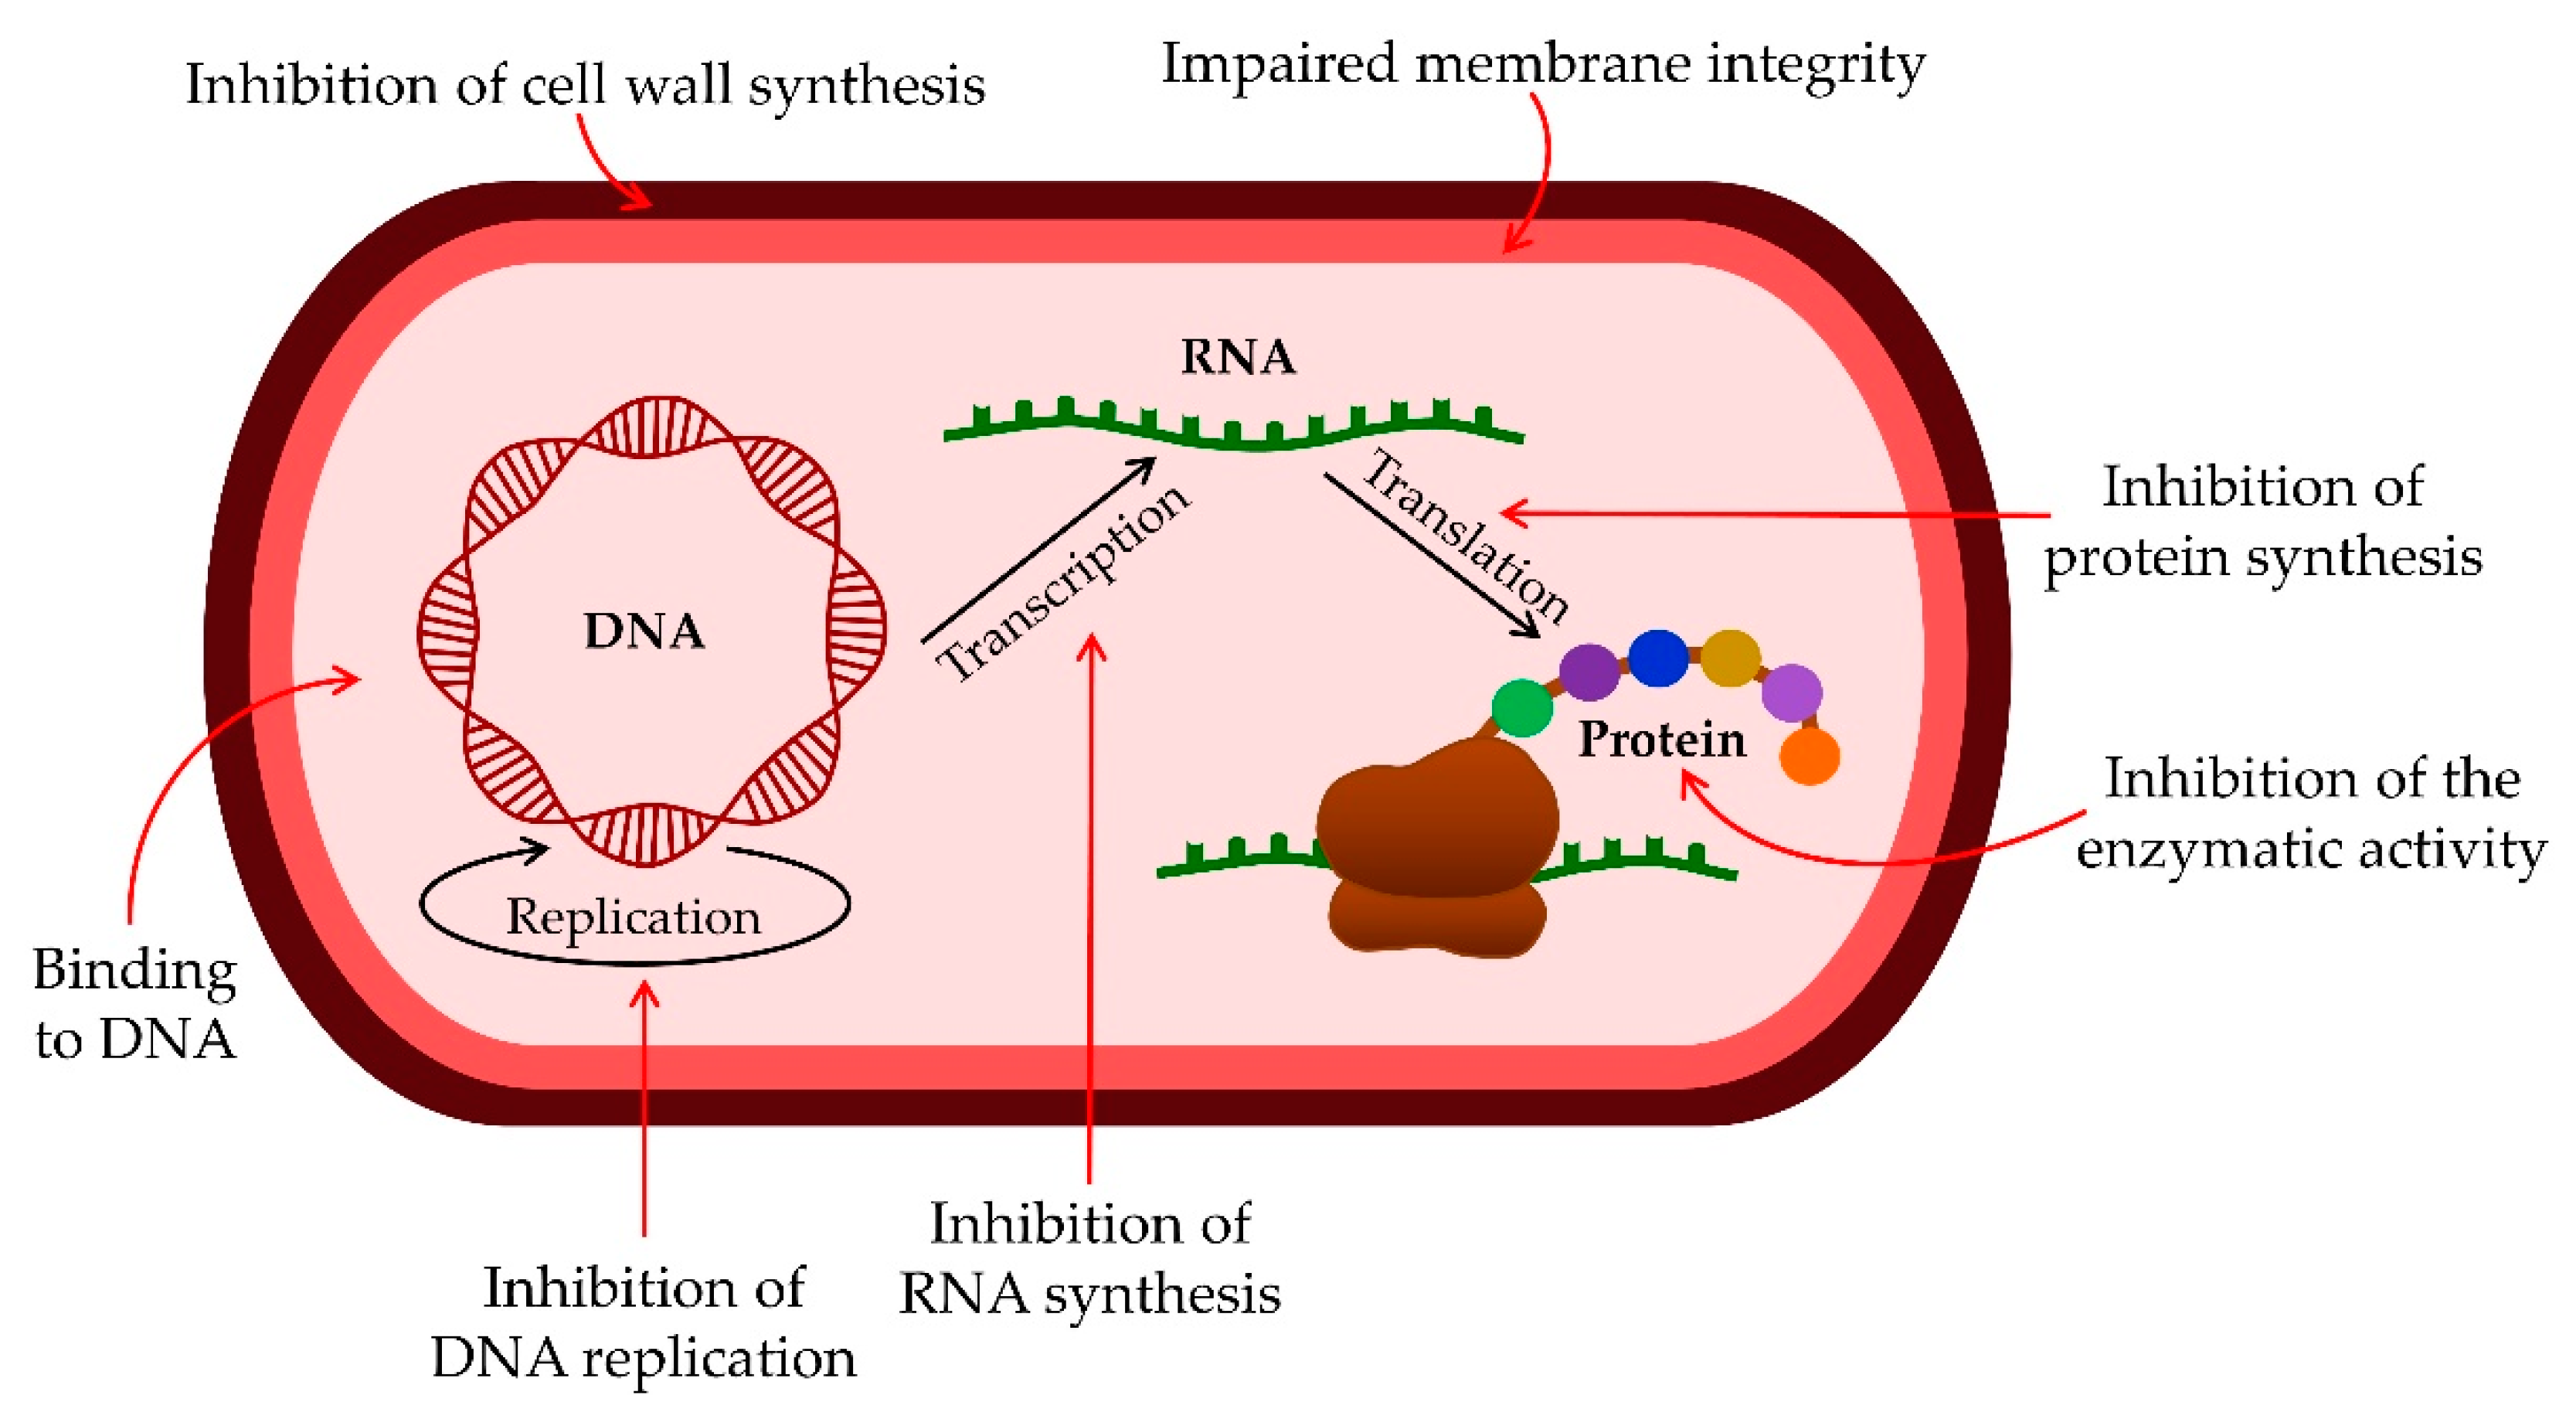 Inhibition of cell wall synthesis
Impaired membrane integrity
RNA
Transcription
Translation
Inhibition of
protein synthesis
DNA
Protein
Inhibition of the
enzymatic activity
Replication
Binding
to DNA
Inhibition of
RNA synthesis
Inhibition of
DNA replication